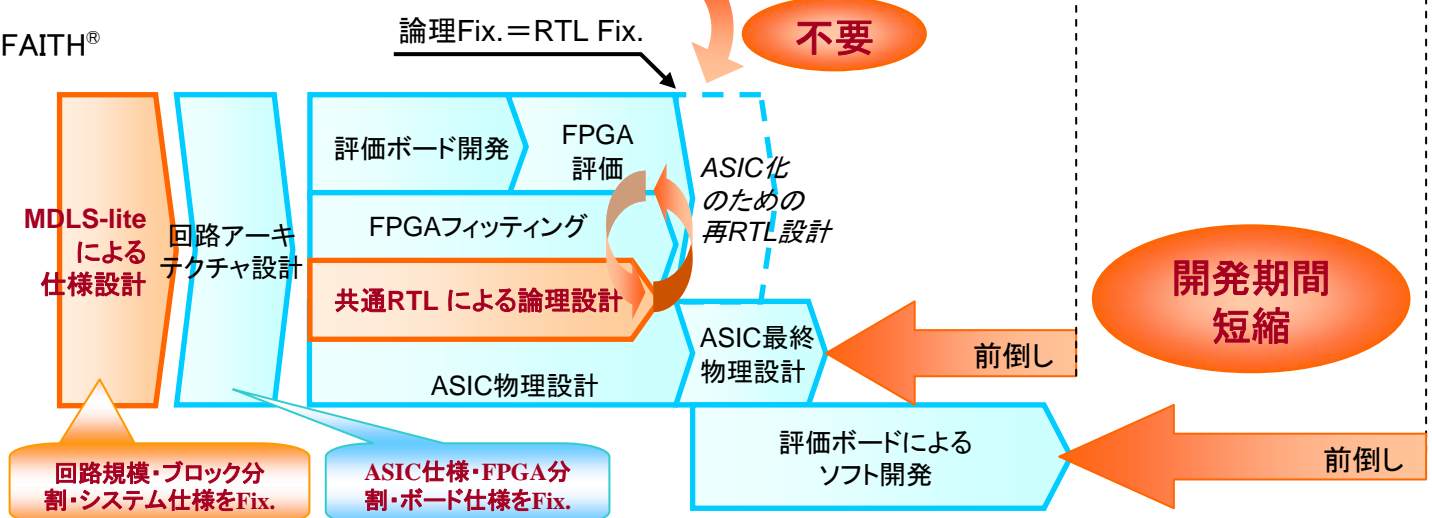 論理Fix.=RTL Fix.
不要
FAITH®
評価ボード開発
FPGA
評価
ASIC化
のための
再RTL設計
MDLS-lite
による
仕様設計
回路アーキ
テクチャ設計
FPGAフィッティング
共通RTL による論理設計
開発期間
短縮
ASIC最終
物理設計
前倒し
ASIC物理設計
評価ボードによる
ソフト開発
前倒し
回路規模・ブロック分
割・システム仕様をFix.
ASIC仕様・FPGA分
割・ボード仕様をFix.